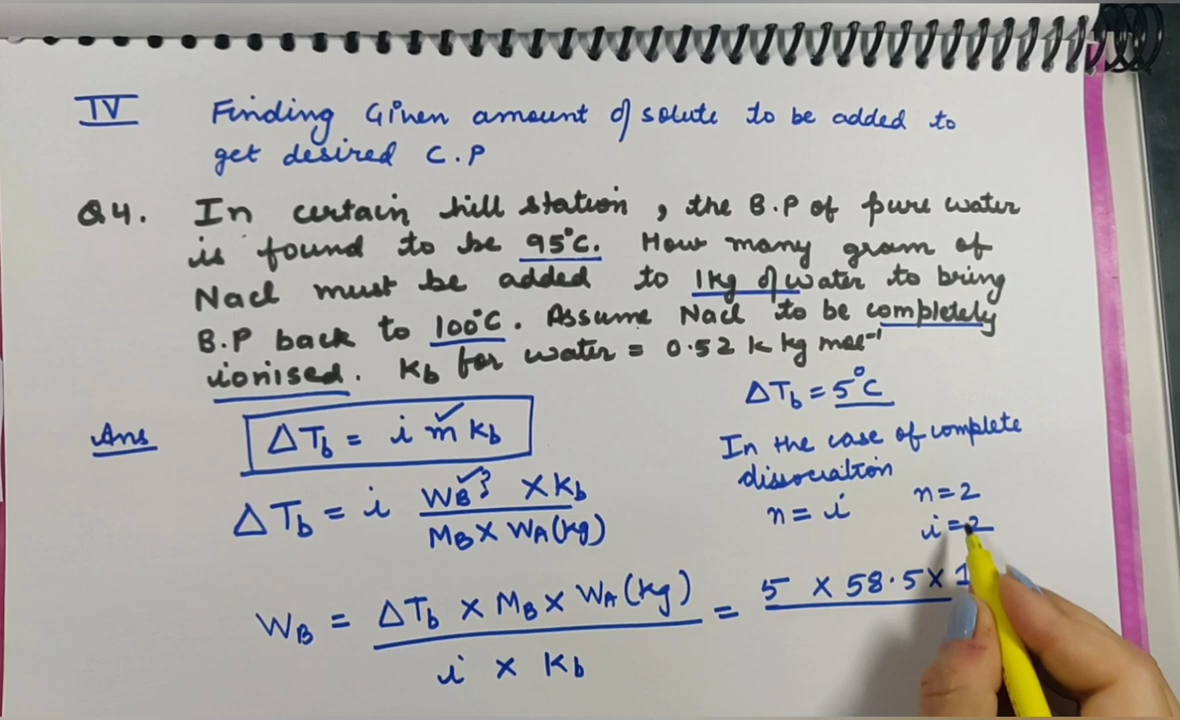 IV Finding Given amount of solute to be added to
get desired C.P
Q4. In certain hill station, the B.P of pure water
is found to be 95°C. How many gram of
Nacl must be added to 1kg of water to bring
B.P back to 100°C. Assume Nacl to be completely
ionised. Kb for water = 0.52 K kg mol⁻¹
ΔTb = 5°C
Ans ΔTb = i m Kb
In the case of complete
dissociation
n = i n = 2
i = 2
ΔTb = i WB? × Kb
MB × WA(kg)
WB = ΔTb × MB × WA(kg) = 5 × 58.5 × 1
i × Kb